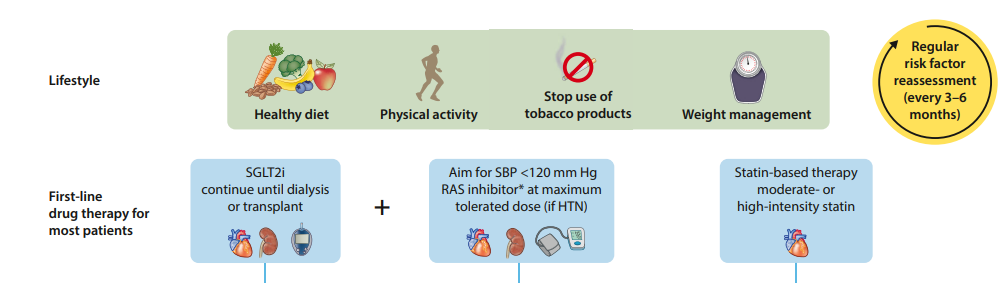 Lifestyle
Healthy diet
Physical activity
Stop use of
tobacco products
Weight management
Regular
risk factor
reassessment
(every 3–6
months)
First-line
drug therapy for
most patients
SGLT2i
continue until dialysis
or transplant
+
Aim for SBP <120 mm Hg
RAS inhibitor* at maximum
tolerated dose (if HTN)
Statin-based therapy
moderate- or
high-intensity statin